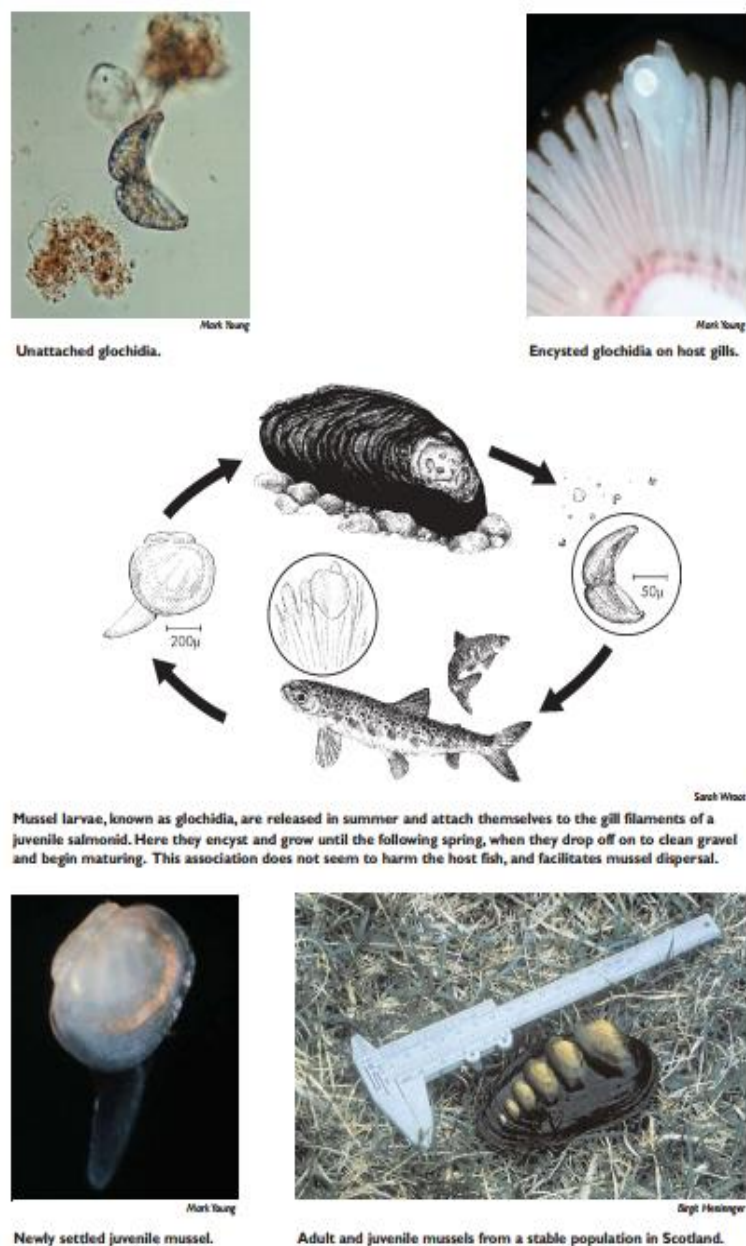 Mark Young
Mark Young
Unattached glochidia.
Encysted glochidia on host gills.
50μ
200μ
Sarah Wroot
Mussel larvae, known as glochidia, are released in summer and attach themselves to the gill filaments of a
juvenile salmonid. Here they encyst and grow until the following spring, when they drop off on to clean gravel
and begin maturing. This association does not seem to harm the host fish, and facilitates mussel dispersal.
Mark Young
Newly settled juvenile mussel.
Adult and juvenile mussels from a stable population in Scotland.